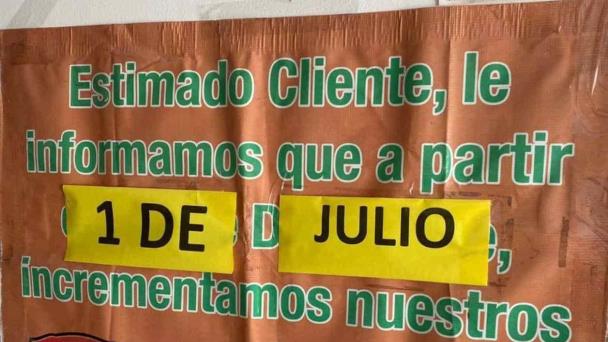 Estimado Cliente, le
informamos que a partir
1 DE JULIO
incrementamos nuestros